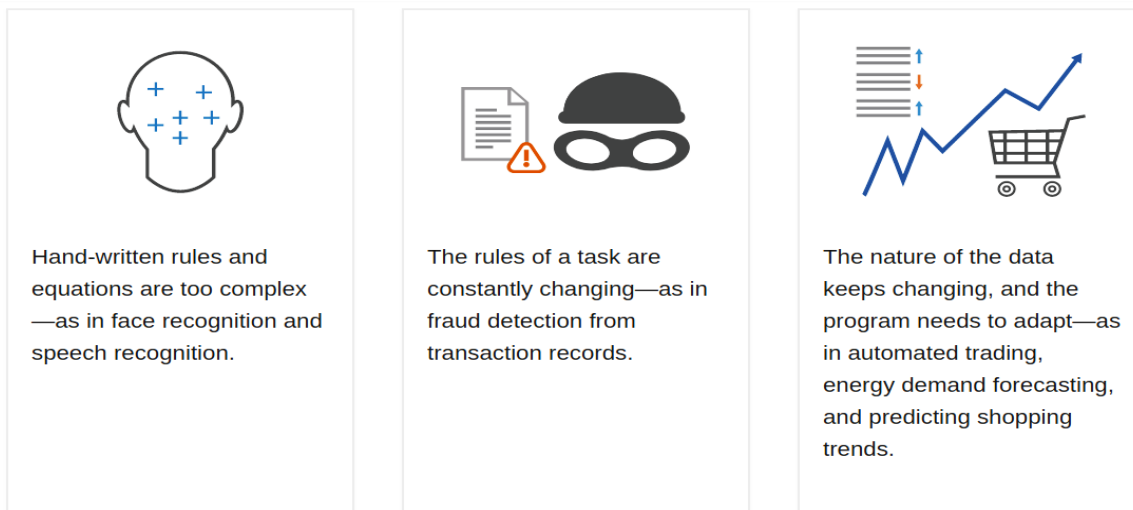 Hand-written rules and
equations are too complex
—as in face recognition and
speech recognition.
The rules of a task are
constantly changing—as in
fraud detection from
transaction records.
The nature of the data
keeps changing, and the
program needs to adapt—as
in automated trading,
energy demand forecasting,
and predicting shopping
trends.